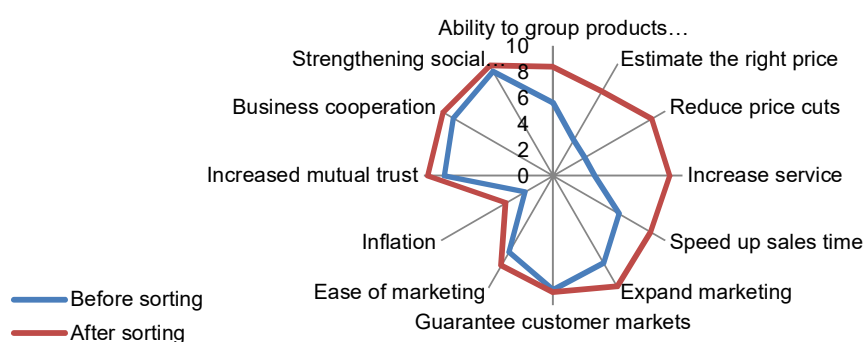 Ability to group products…
10
Strengthening social…
Estimate the right price
8
6
Business cooperation
Reduce price cuts
4
2
Increased mutual trust
0
Increase service
Inflation
Speed up sales time
Ease of marketing
Expand marketing
Before sorting
Guarantee customer markets
After sorting